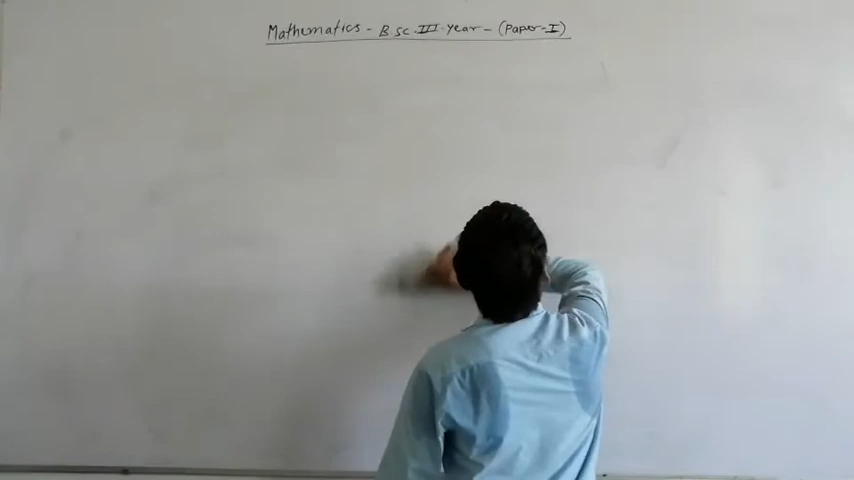 Mathematics - B Sc. III. Year - (Paper-I)